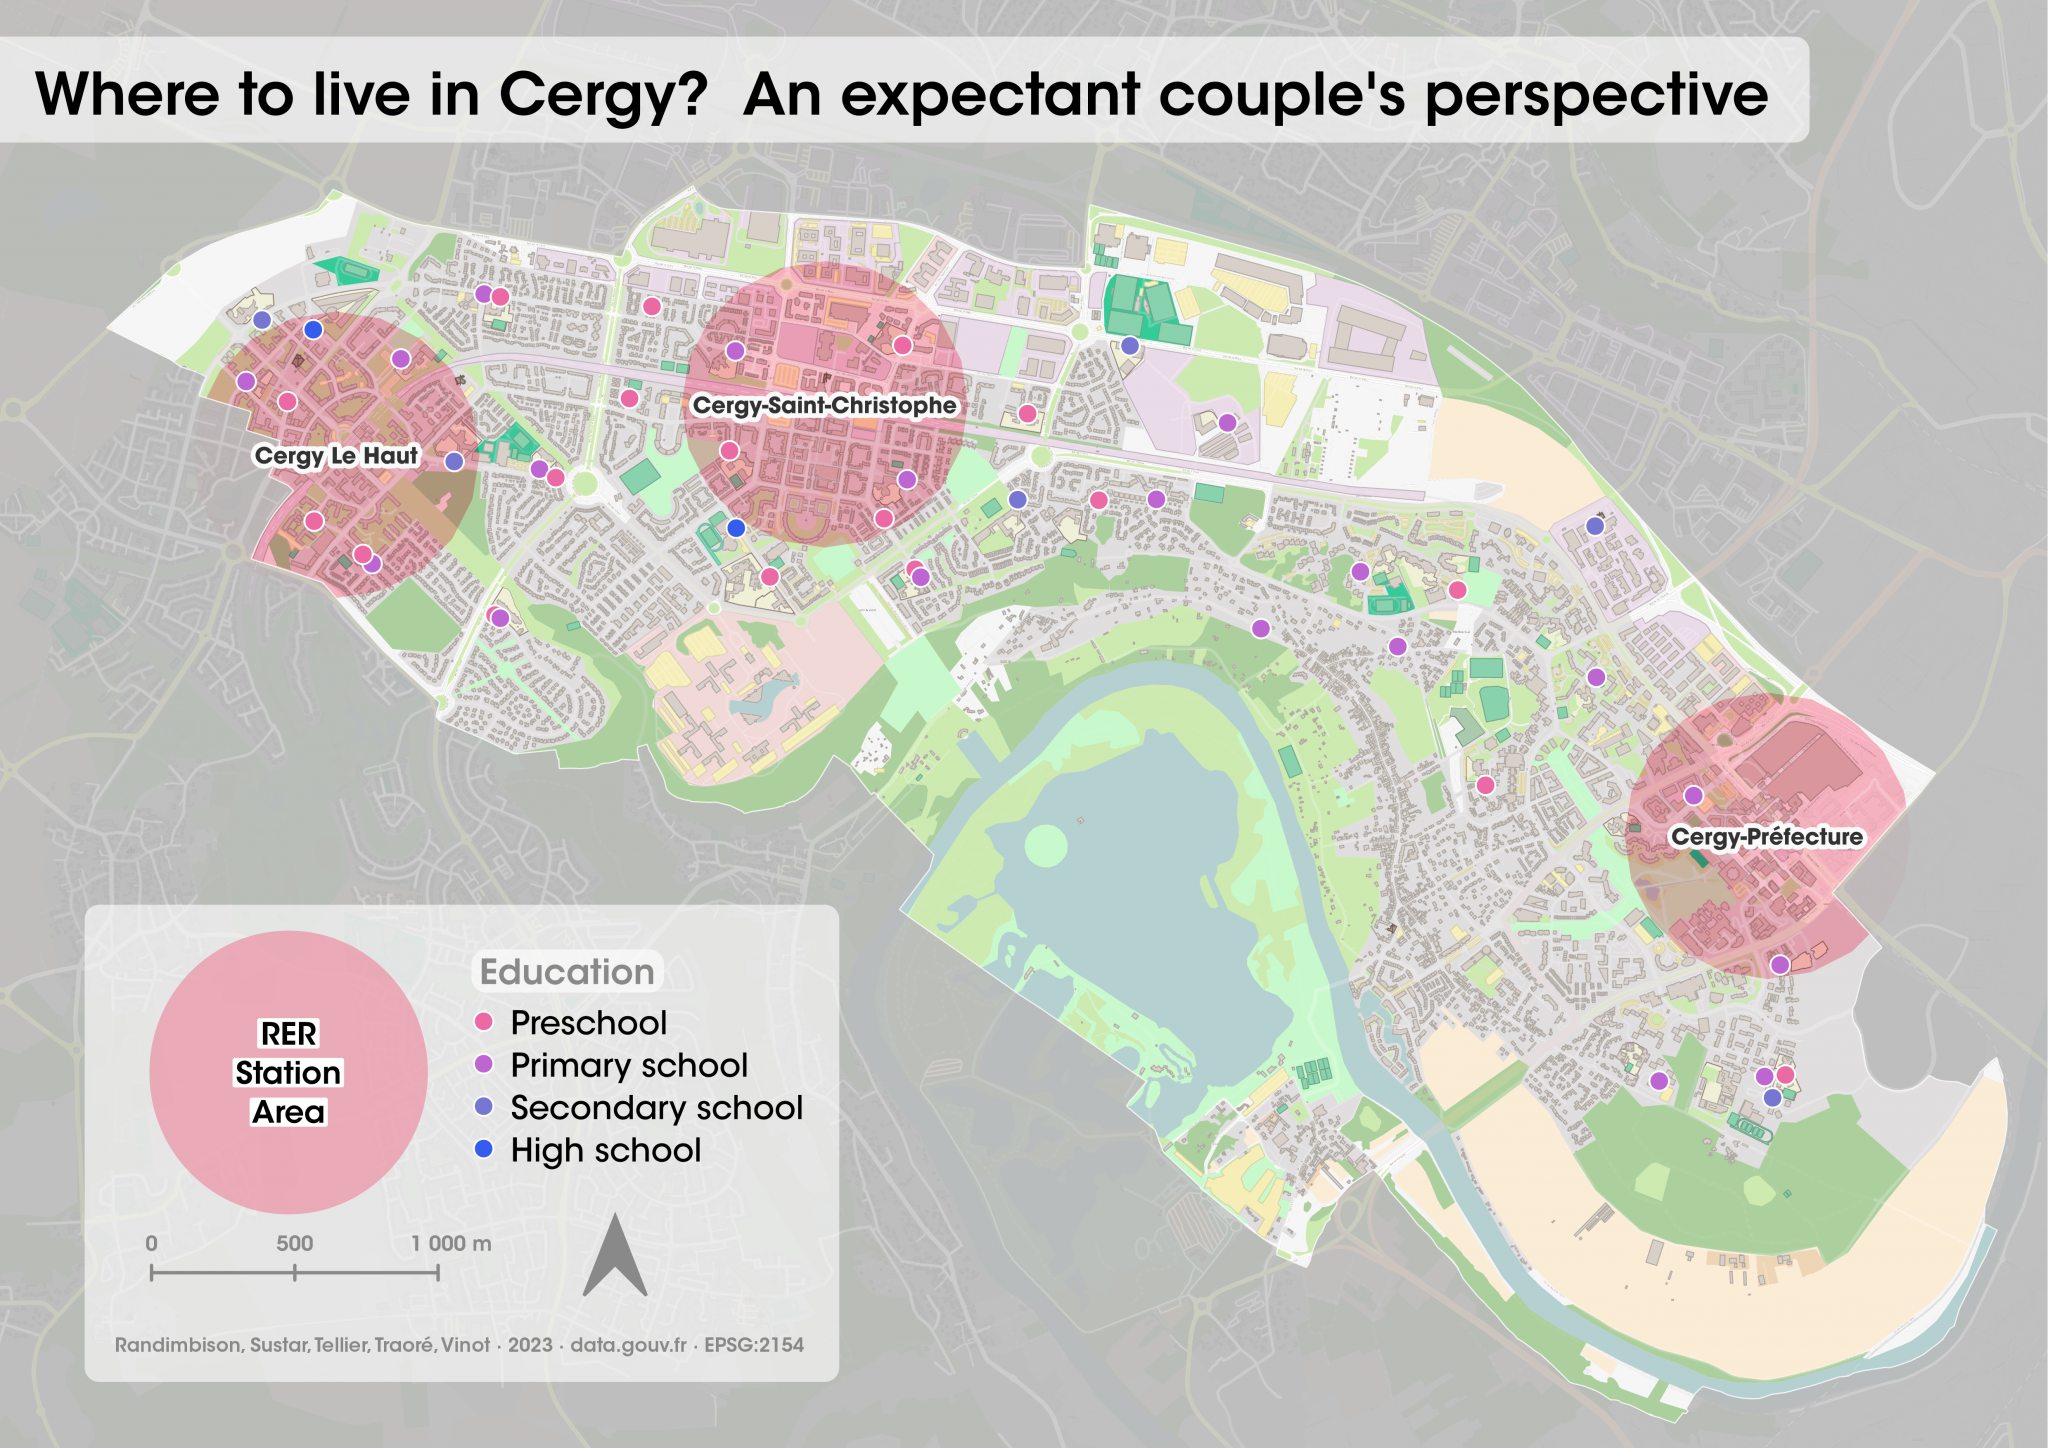 Where to live in Cergy? An expectant couple's perspective
Cergy-Saint-Christophe
Cergy Le Haut
Cergy-Préfecture
RER
Station
Area
Education
Preschool
Primary school
Secondary school
High school
0 500 1 000 m
Randimbison, Sustar, Tellier, Traoré, Vinot · 2023 · data.gouv.fr · EPSG:2154